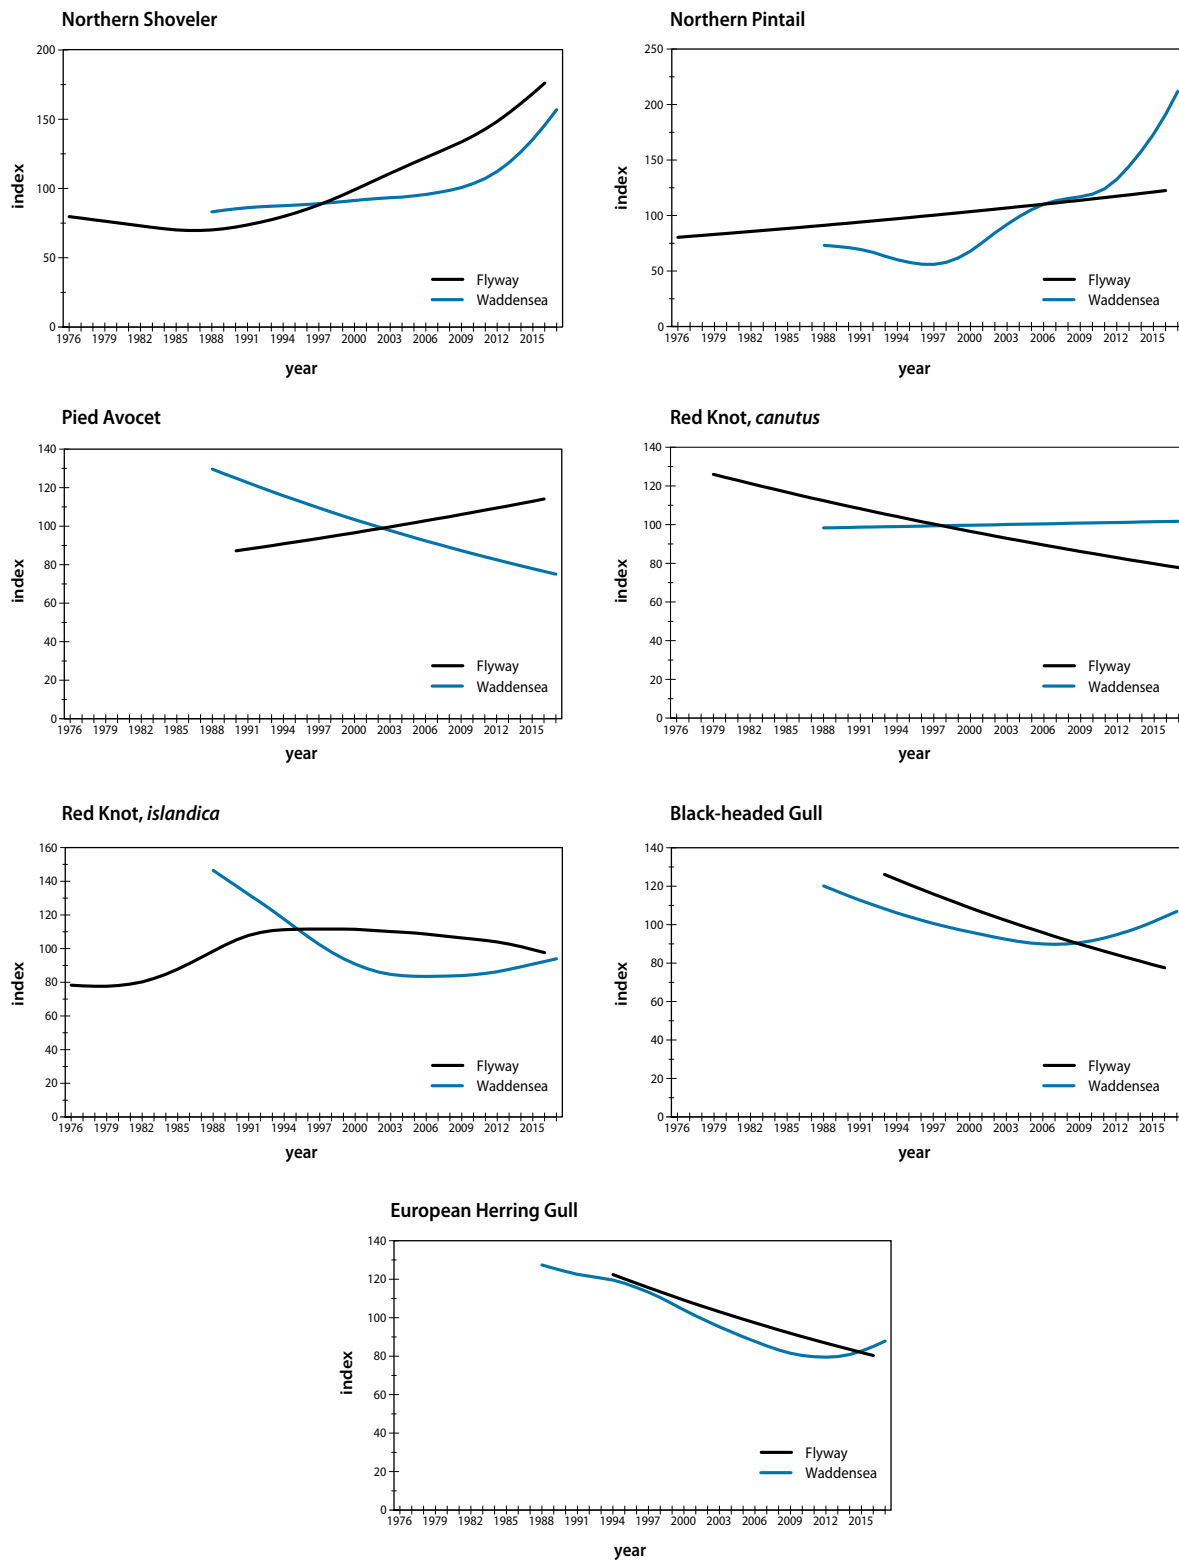 Northern Shoveler
200
150
100
50
0
index
1976 1979 1982 1985 1988 1991 1994 1997 2000 2003 2006 2009 2012 2015
year
Flyway
Waddensea
Northern Pintail
250
200
150
100
50
0
index
1976 1979 1982 1985 1988 1991 1994 1997 2000 2003 2006 2009 2012 2015
year
Flyway
Waddensea
Pied Avocet
140
120
100
80
60
40
20
0
index
1976 1979 1982 1985 1988 1991 1994 1997 2000 2003 2006 2009 2012 2015
year
Flyway
Waddensea
Red Knot, canutus
140
120
100
80
60
40
20
0
index
1976 1979 1982 1985 1988 1991 1994 1997 2000 2003 2006 2009 2012 2015
year
Flyway
Waddensea
Red Knot, islandica
160
140
120
100
80
60
40
20
0
index
1976 1979 1982 1985 1988 1991 1994 1997 2000 2003 2006 2009 2012 2015
year
Flyway
Waddensea
Black-headed Gull
140
120
100
80
60
40
20
0
index
1976 1979 1982 1985 1988 1991 1994 1997 2000 2003 2006 2009 2012 2015
year
Flyway
Waddensea
European Herring Gull
140
120
100
80
60
40
20
0
index
1976 1979 1982 1985 1988 1991 1994 1997 2000 2003 2006 2009 2012 2015
year
Flyway
Waddensea